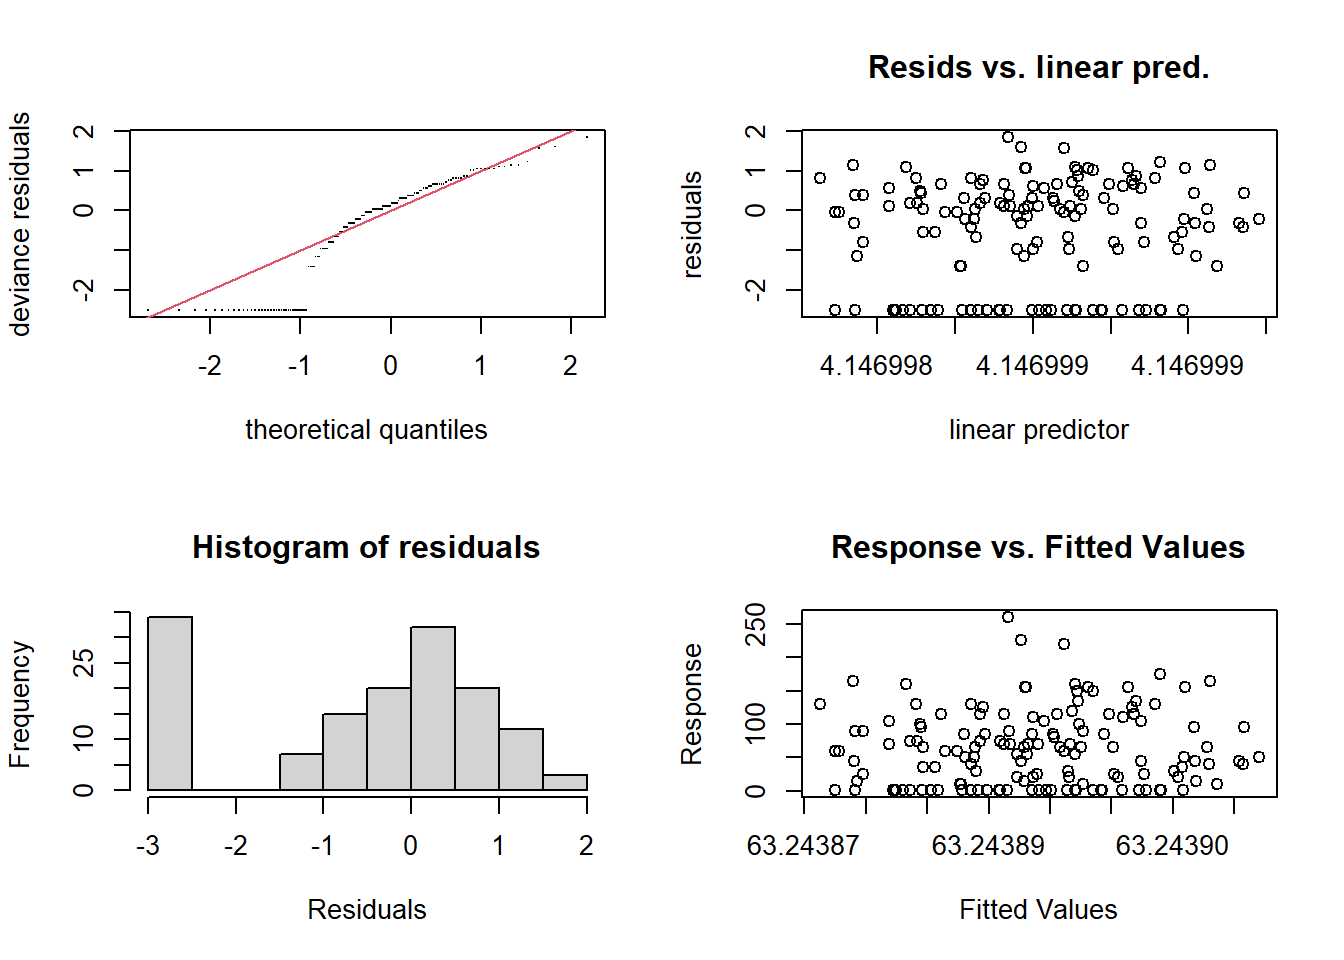 deviance residuals
2
1
0
-2
-2
-1
0
1
2
theoretical quantiles
Resids vs. linear pred.
residuals
2
1
0
-2
4.146998
4.146999
4.146999
linear predictor
Histogram of residuals
Frequency
25
10
0
-3
-2
-1
0
1
2
Residuals
Response vs. Fitted Values
Response
250
100
0
63.24387
63.24389
63.24390
Fitted Values